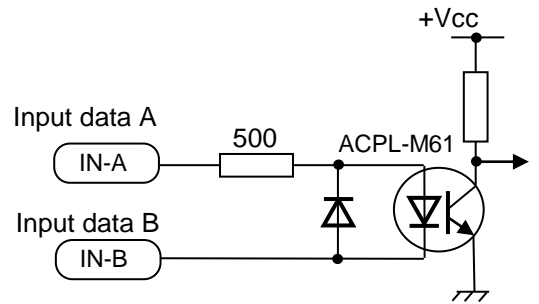 +Vcc
Input data A
500
ACPL-M61
IN-A
Input data B
IN-B